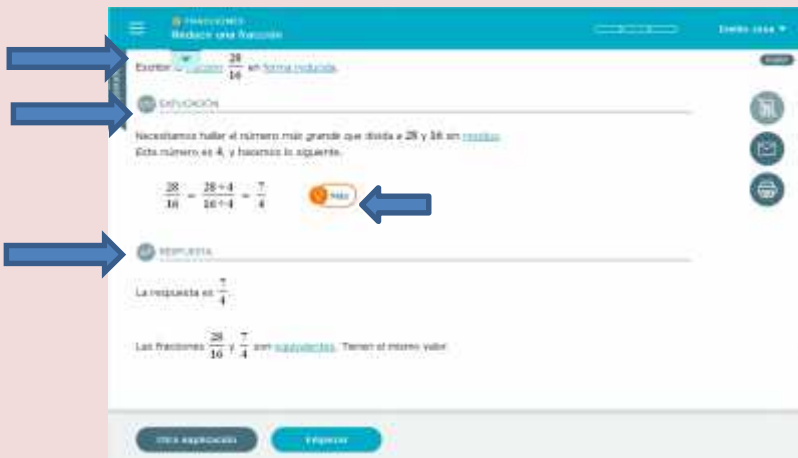 FRACCIONES
Reduce una fracción
Escribir la fracción 28/16 en forma reducida.
EXPLICACIÓN
Necesitamos hallar el número más grande que divida a 28 y 16 sin residuo.
Este número es 4, y hacemos lo siguiente.
28/16 = 28÷4/16÷4 = 7/4
Más
RESPUESTA
La respuesta es 7/4
Las fracciones 28/16 y 7/4 son equivalentes. Tienen el mismo valor.
Otra explicación
Empezar